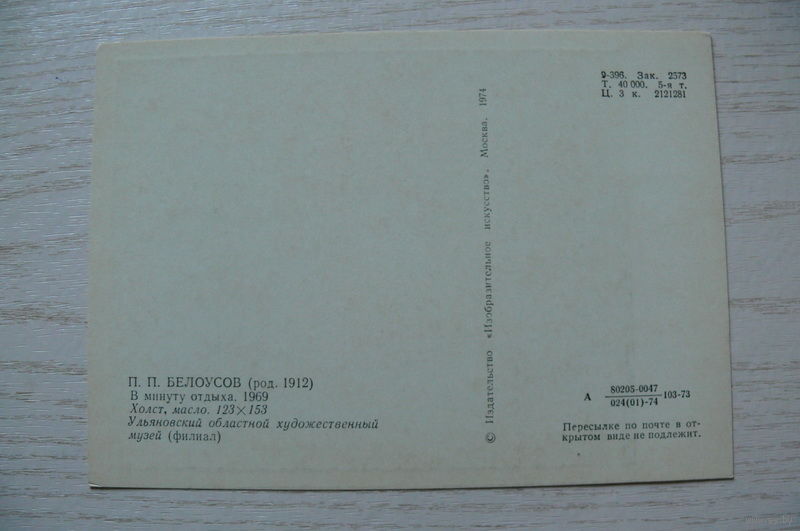 9-396. Зак. 2573
Т. 40 000. 5-я т.
Ц. 3 к. 2121281
© Издательство «Изобразительное искусство». Москва. 1974
П. П. БЕЛОУСОВ (род. 1912)
В минуту отдыха. 1969
Холст, масло. 123×153
Ульяновский областной художественный
музей (филиал)
А 80205-0047
024(01)-74 103-73
Пересылке по почте в от-
крытом виде не подлежит.